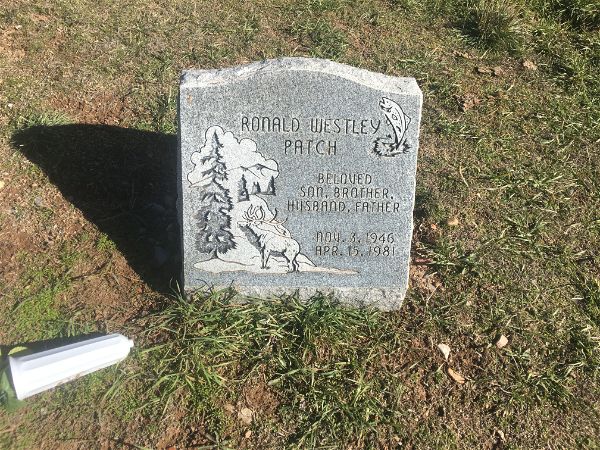 RONALD WESTLEY
PATCH
BELOVED
SON, BROTHER,
HUSBAND, FATHER
NOV. 3, 1946
APR. 15, 1981